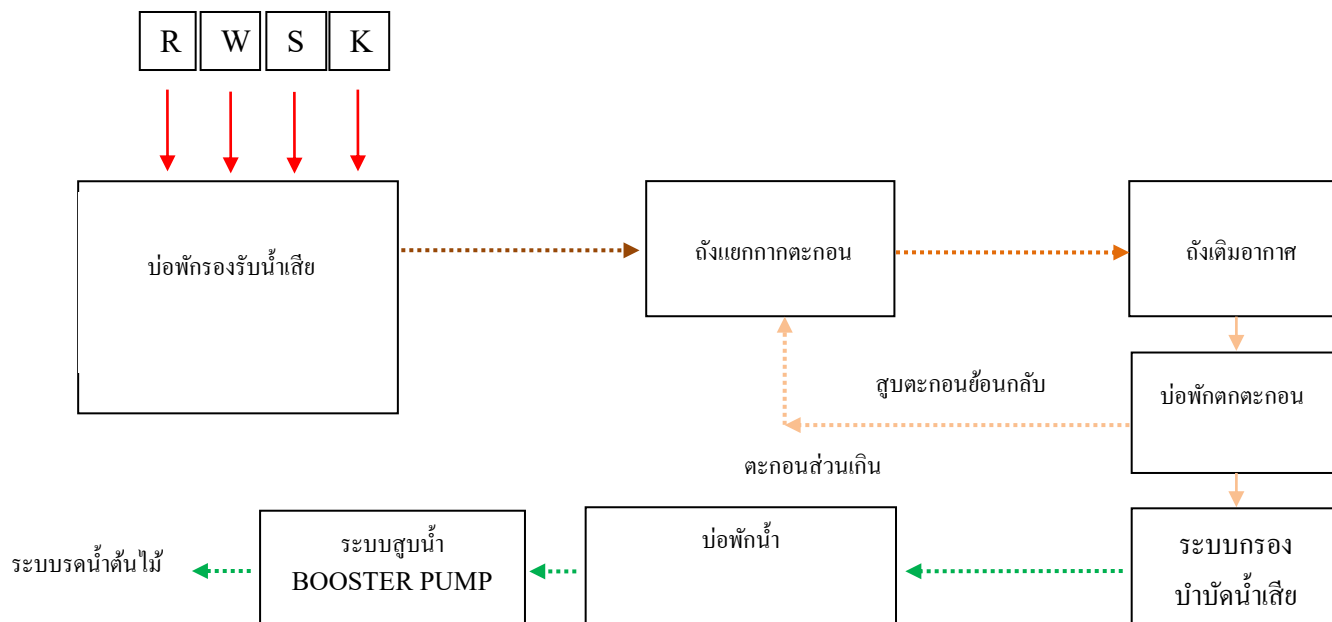 R W S K
บ่อพักรองรับน้ำเสีย
ถังแยกกากตะกอน
ถังเติมอากาศ
สูบตะกอนย้อนกลับ
บ่อพักตกตะกอน
ตะกอนส่วนเกิน
ระบบรดน้ำต้นไม้
ระบบสูบน้ำ
BOOSTER PUMP
บ่อพักน้ำ
ระบบกรอง
บำบัดน้ำเสีย